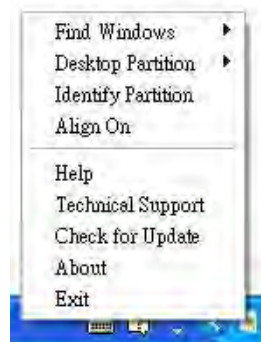 Find Windows
Desktop Partition
Identify Partition
Align On
Help
Technical Support
Check for Update
About
Exit